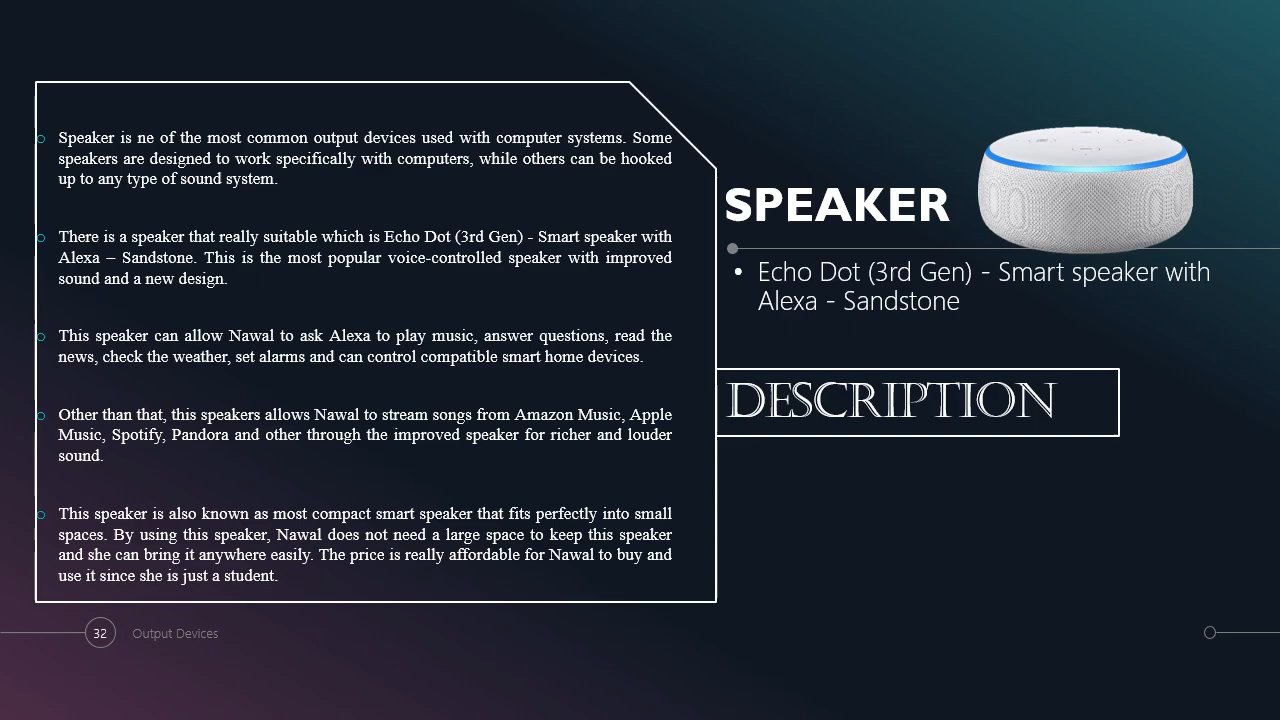 Speaker is ne of the most common output devices used with computer systems. Some
speakers are designed to work specifically with computers, while others can be hooked
up to any type of sound system.
There is a speaker that really suitable which is Echo Dot (3rd Gen) - Smart speaker with
Alexa – Sandstone. This is the most popular voice-controlled speaker with improved
sound and a new design.
This speaker can allow Nawal to ask Alexa to play music, answer questions, read the
news, check the weather, set alarms and can control compatible smart home devices.
Other than that, this speakers allows Nawal to stream songs from Amazon Music, Apple
Music, Spotify, Pandora and other through the improved speaker for richer and louder
sound.
This speaker is also known as most compact smart speaker that fits perfectly into small
spaces. By using this speaker, Nawal does not need a large space to keep this speaker
and she can bring it anywhere easily. The price is really affordable for Nawal to buy and
use it since she is just a student.
SPEAKER
• Echo Dot (3rd Gen) - Smart speaker with
Alexa - Sandstone
DESCRIPTION
32 Output Devices